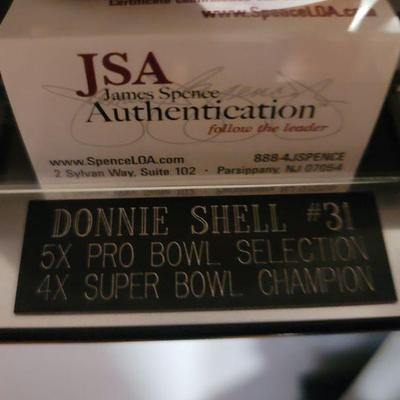 www.SpenceLOA.com
JSA
James Spence
Authentication
follow the leader
www.SpenceLOA.com 888-4JSPENCE
2 Sylvan Way, Suite 102 · Parsippany, NJ 07054
DONNIE SHELL #31
5X PRO BOWL SELECTION
4X SUPER BOWL CHAMPION